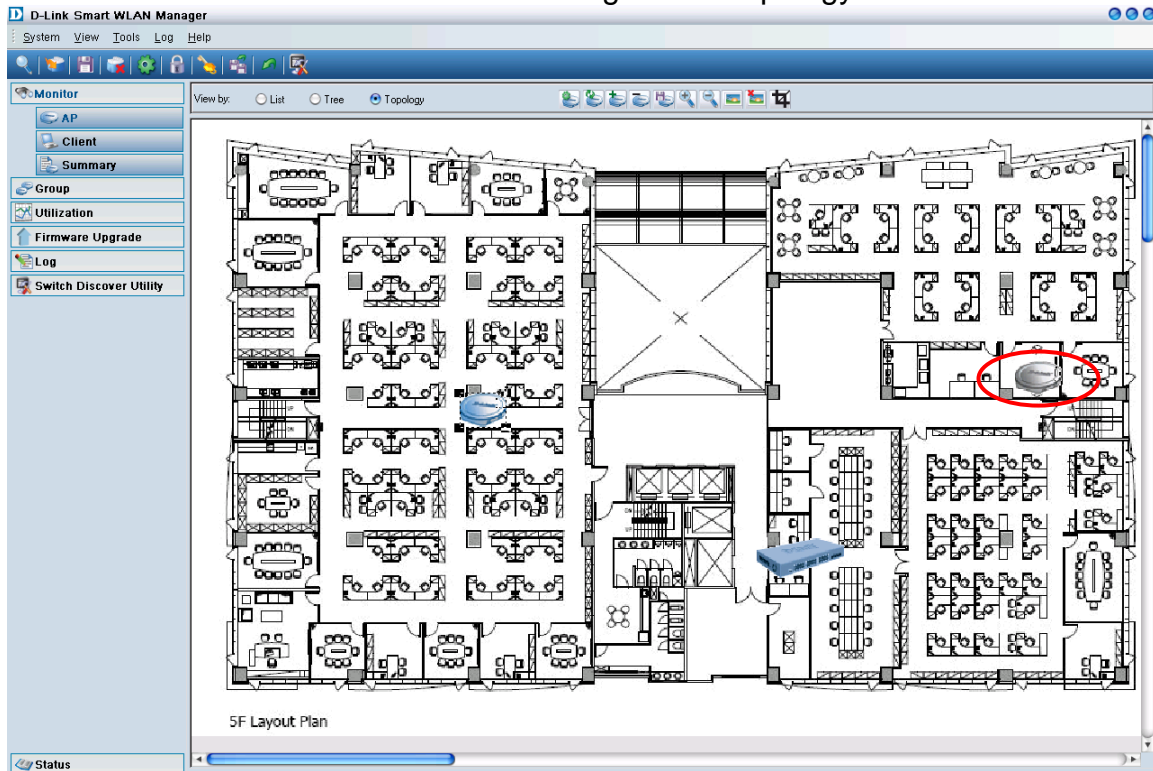 D-Link Smart WLAN Manager
System View Tools Log Help
Monitor
AP
Client
Summary
Group
Utilization
Firmware Upgrade
Log
Switch Discover Utility
View by: List Tree Topology
5F Layout Plan
Status